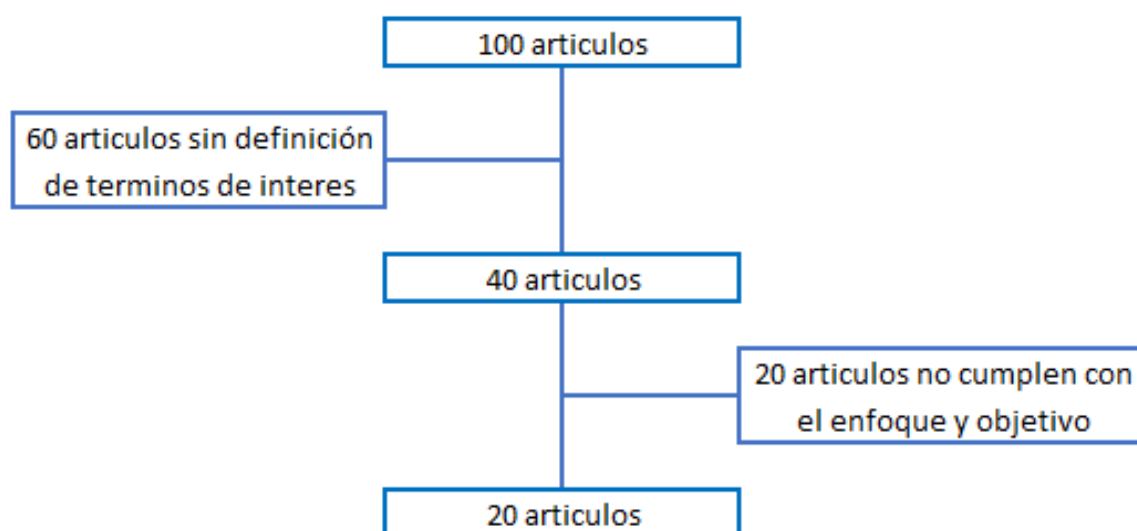 100 articulos
60 articulos sin definición
de terminos de interes
40 articulos
20 articulos no cumplen con
el enfoque y objetivo
20 articulos